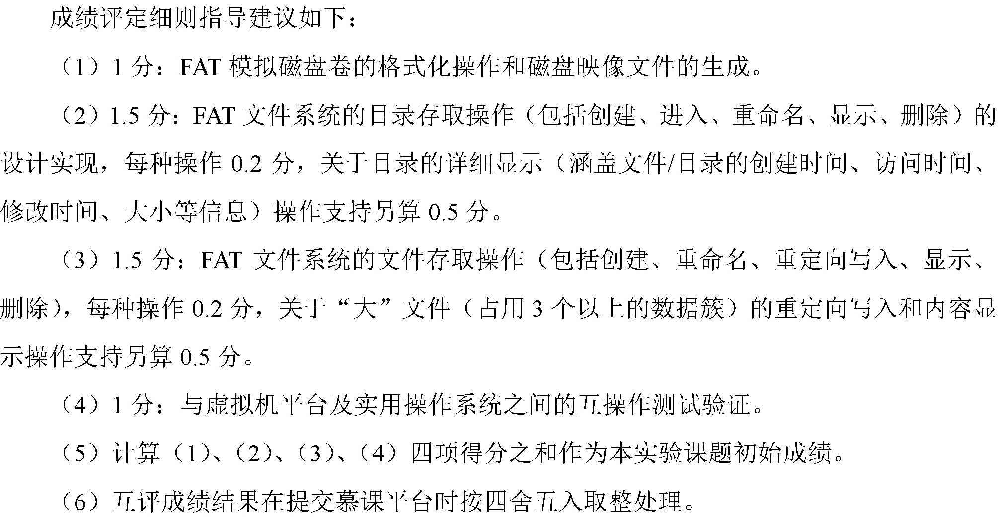 成绩评定细则指导建议如下：
（1）1 分：FAT 模拟磁盘卷的格式化操作和磁盘映像文件的生成。
（2）1.5 分：FAT 文件系统的目录存取操作（包括创建、进入、重命名、显示、删除）的
设计实现，每种操作 0.2 分，关于目录的详细显示（涵盖文件/目录的创建时间、访问时间、
修改时间、大小等信息）操作支持另算 0.5 分。
（3）1.5 分：FAT 文件系统的文件存取操作（包括创建、重命名、重定向写入、显示、
删除），每种操作 0.2 分，关于“大”文件（占用 3 个以上的数据簇）的重定向写入和内容显
示操作支持另算 0.5 分。
（4）1 分：与虚拟机平台及实用操作系统之间的互操作测试验证。
（5）计算（1）、（2）、（3）、（4）四项得分之和作为本实验课题初始成绩。
（6）互评成绩结果在提交慕课平台时按四舍五入取整处理。